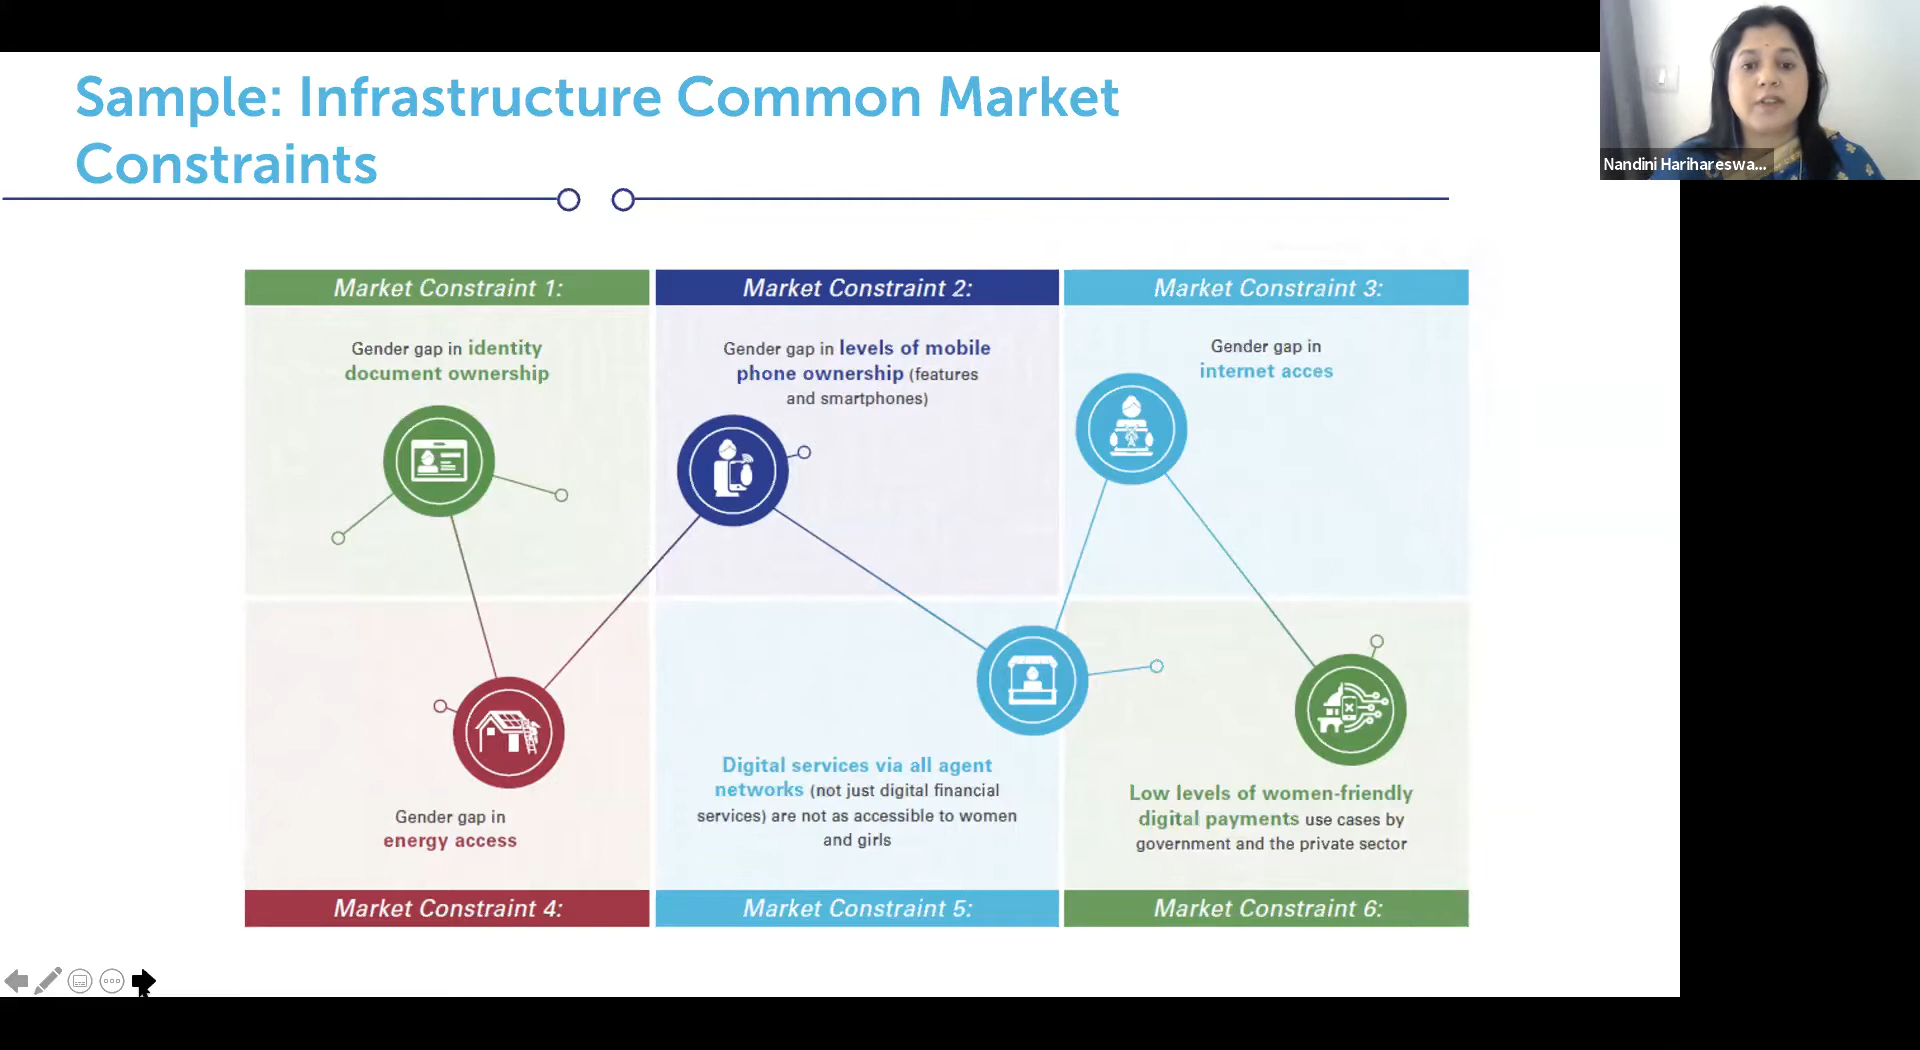 Sample: Infrastructure Common Market
Constraints
Nandini Harihareswa...
Market Constraint 1:
Gender gap in identity
document ownership
Market Constraint 2:
Gender gap in levels of mobile
phone ownership (features
and smartphones)
Market Constraint 3:
Gender gap in
internet acces
Gender gap in
energy access
Market Constraint 4:
Digital services via all agent
networks (not just digital financial
services) are not as accessible to women
and girls
Market Constraint 5:
Low levels of women-friendly
digital payments use cases by
government and the private sector
Market Constraint 6: